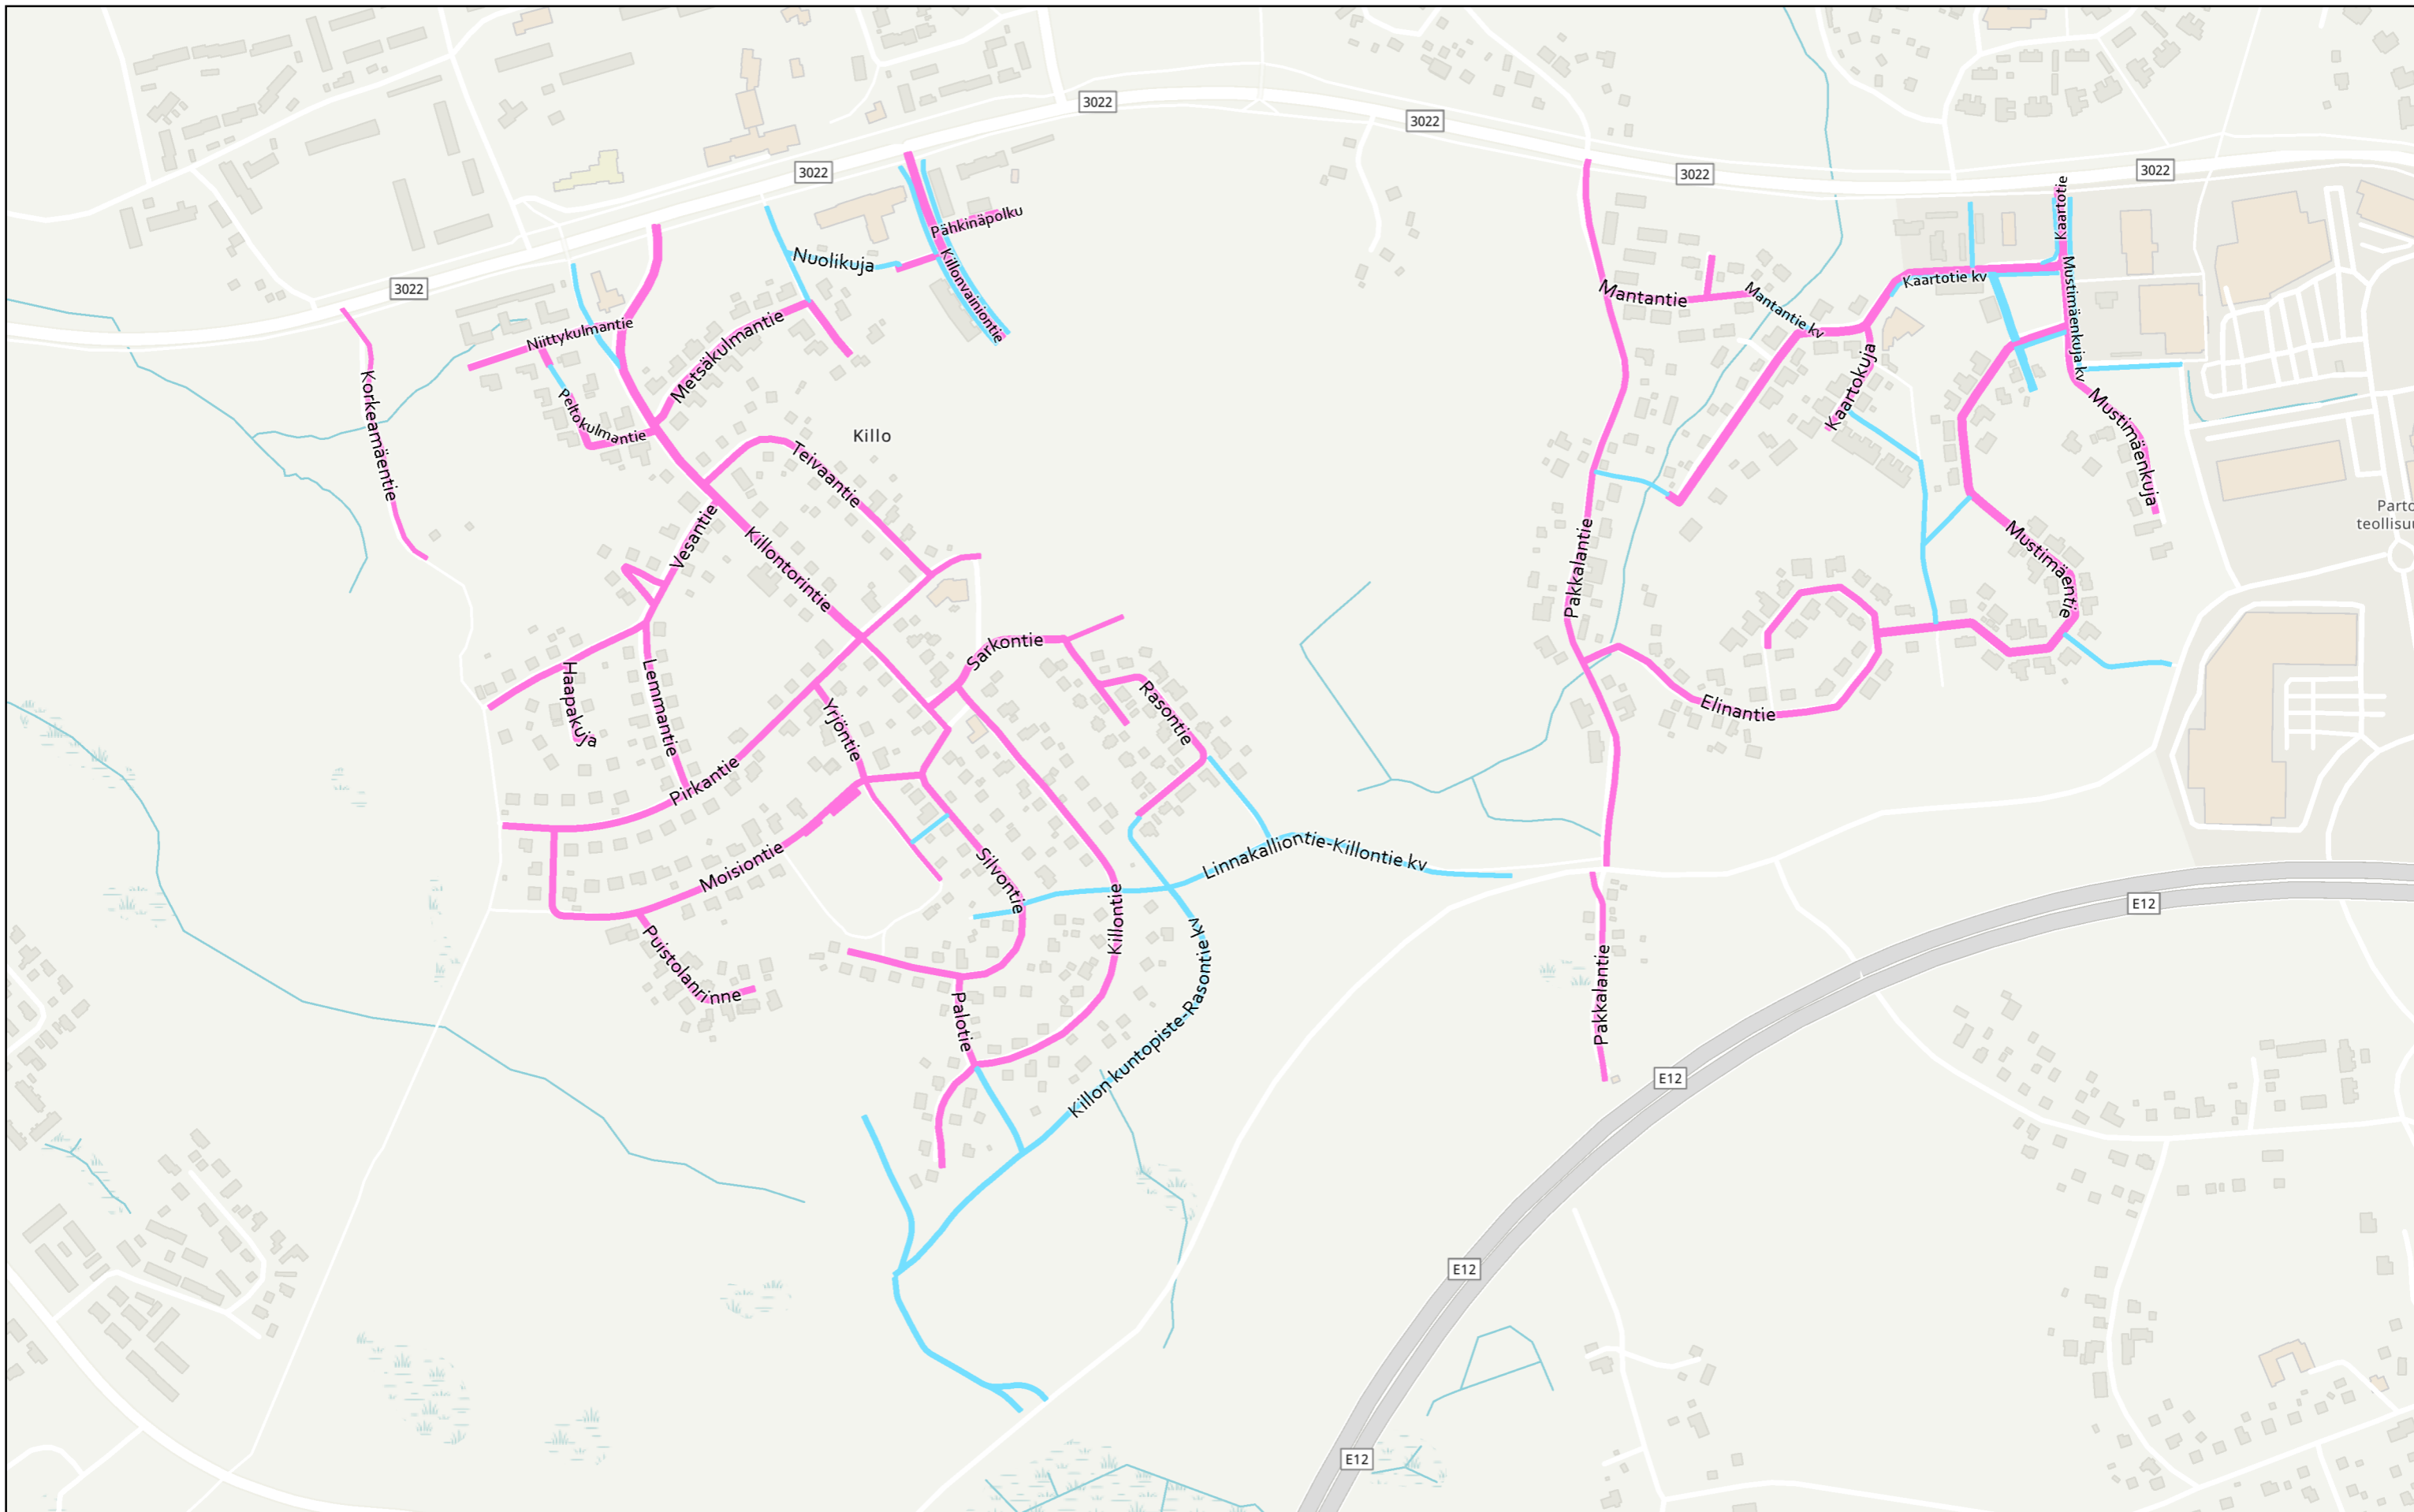 3022
3022
3022
3022
3022
3022
Kaartotie
Pähkinäpolku
Nuolikuja
Killonvainiontie
Mantantie
Mantantie kv
Kaartotie kv
Mustimäenkuja kv
Niittykulmantie
Metsäkulmantie
Korkeamäentie
Peltokulmantie
Killo
Kaartokuja
Mustimäenkuja
Teivaantie
Vesantie
Killontorintie
Pakkalantie
Mustimäentie
Parto
teollisuu
Haapakuja
Lemmantie
Sarkontie
Rasontie
Yrjöntie
Elinantie
Pirkantie
Moisiontie
Silvontie
Linnakalliontie-Killontie kv
Killontie
Puistolanrinne
Palotie
Killon kuntopiste-Rasontie kv
Pakkalantie
E12
E12
E12
E12